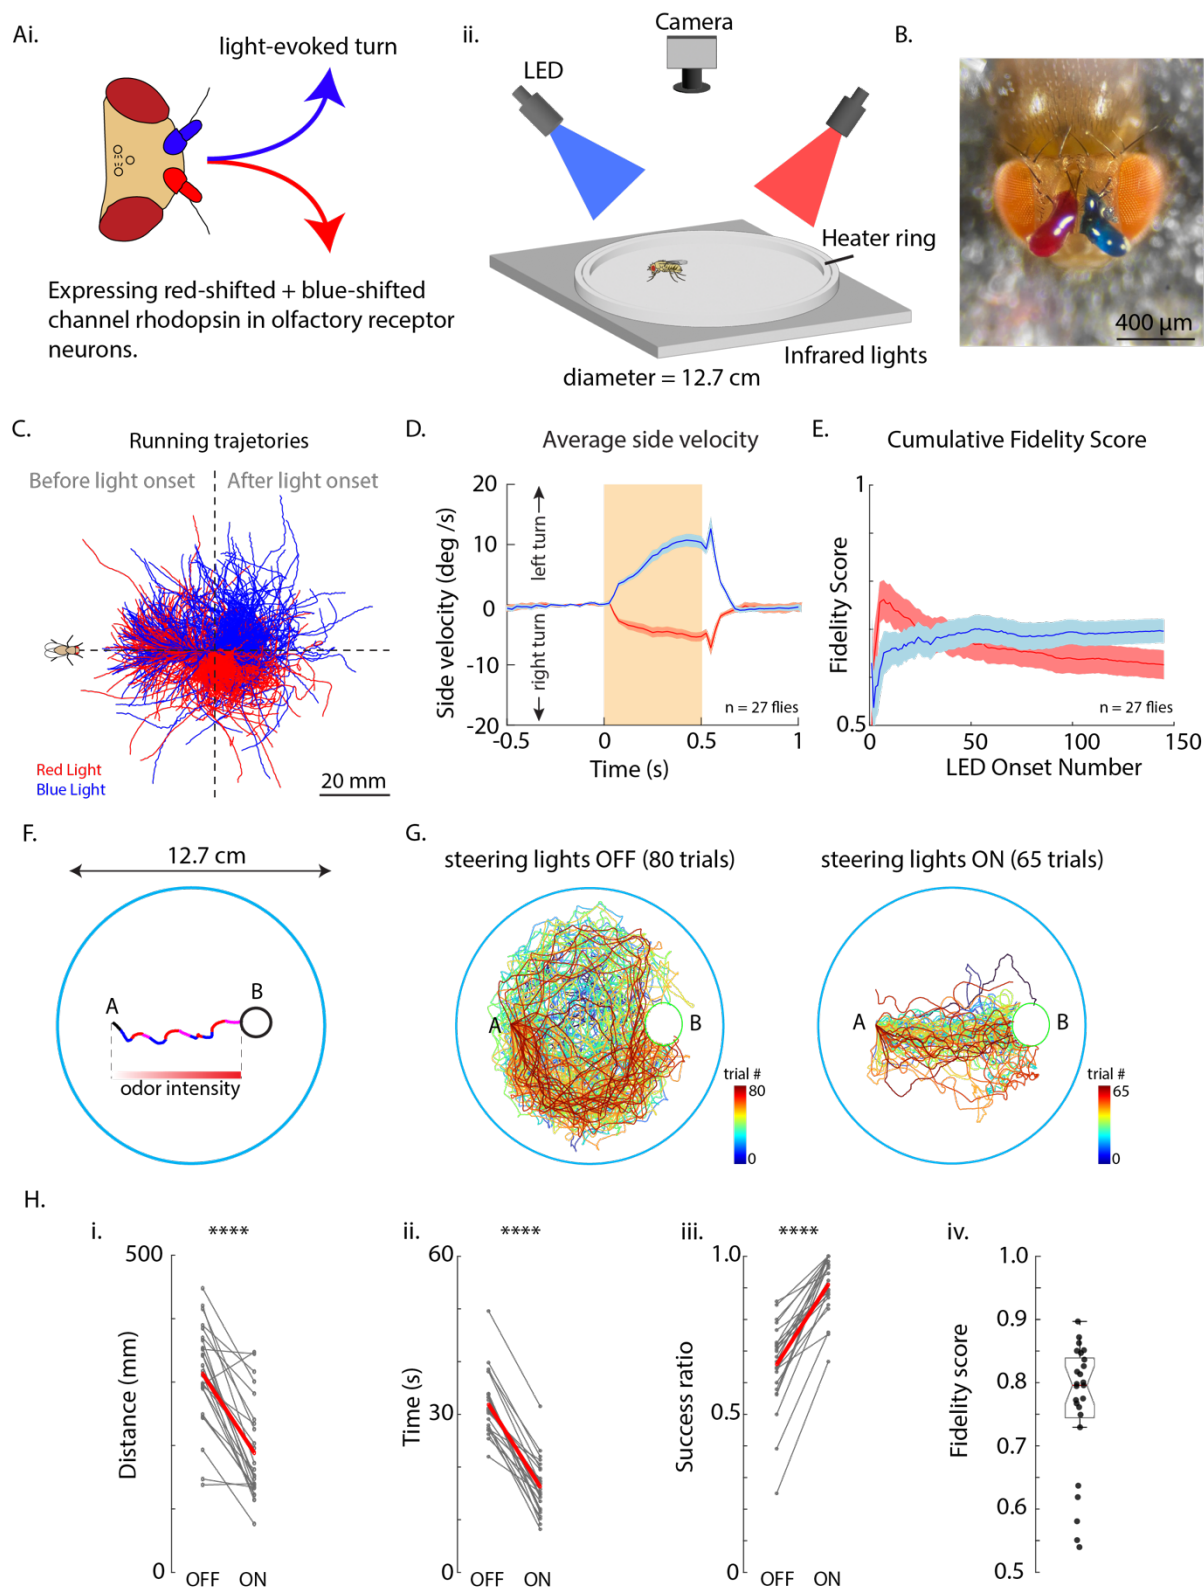 Ai.
light-evoked turn
Expressing red-shifted + blue-shifted
channel rhodopsin in olfactory receptor
neurons.
ii.
Camera
LED
Heater ring
Infrared lights
diameter = 12.7 cm
B.
400 µm
C.
Running trajetories
Before light onset
After light onset
Red Light
Blue Light
20 mm
D.
Average side velocity
Side velocity (deg /s)
right turn
left turn
20
10
0
-10
-20
n = 27 flies
-0.5
0
0.5
1
Time (s)
E.
Cumulative Fidelity Score
Fidelity Score
1
0.5
n = 27 flies
0
50
100
150
LED Onset Number
F.
12.7 cm
A
B
odor intensity
G.
steering lights OFF (80 trials)
A
B
trial #
80
0
steering lights ON (65 trials)
A
B
trial #
65
0
H.
i.
****
Distance (mm)
500
0
OFF
ON
ii.
****
Time (s)
60
30
0
OFF
ON
iii.
****
Success ratio
1.0
0.5
0
OFF
ON
iv.
Fidelity score
1.0
0.9
0.8
0.7
0.6
0.5